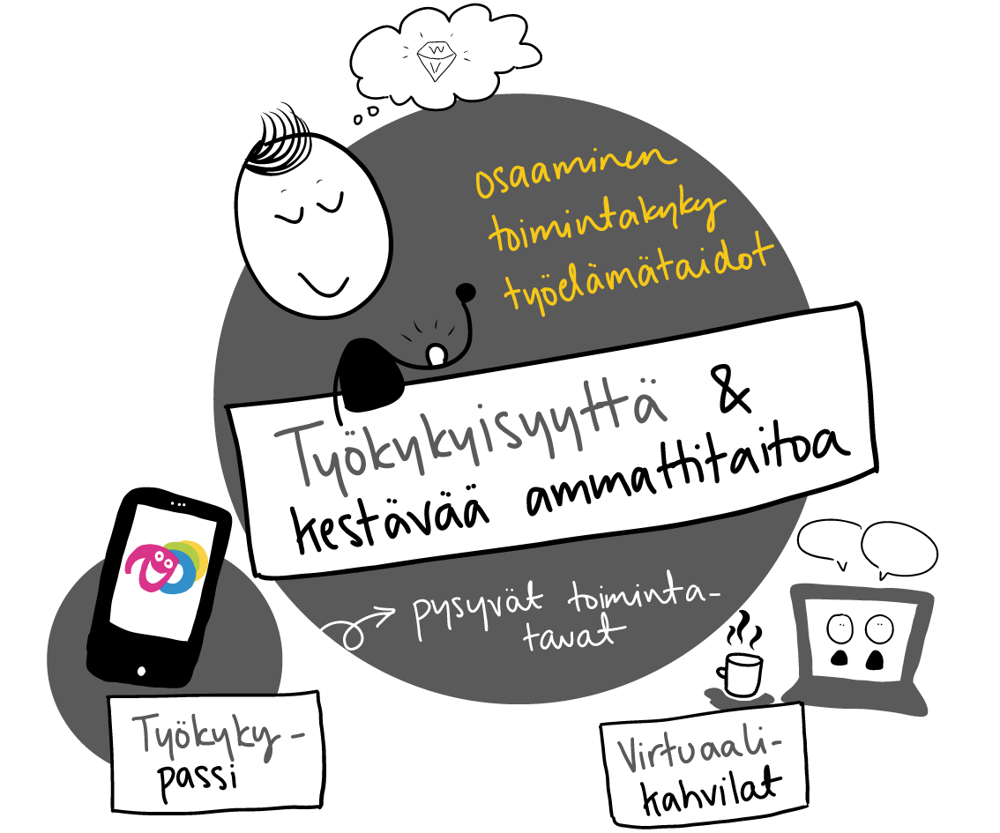 W
osaaminen
toimintakyky
työelämätaidot
Työkykyisyyttä &
kestävää ammattitaitoa
pysyvät toiminta-
tavat
Työkyky-
passi
Virtuaali-
kahvilat